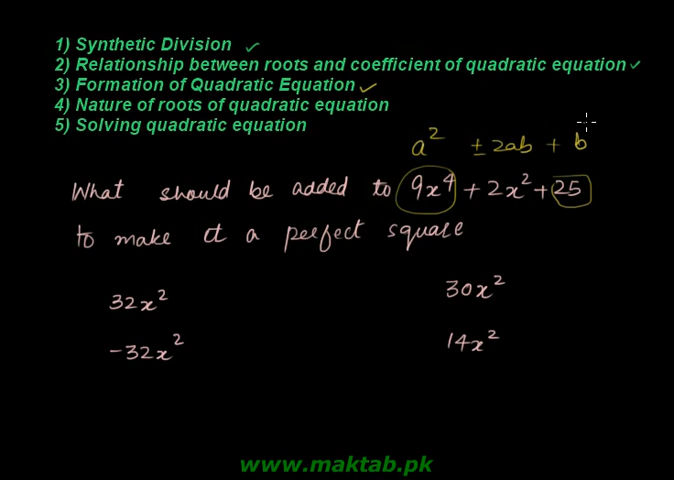 1) Synthetic Division ✓
2) Relationship between roots and coefficient of quadratic equation ✓
3) Formation of Quadratic Equation ✓
4) Nature of roots of quadratic equation
5) Solving quadratic equation
a² ± 2ab + b
What should be added to 9x⁴ + 2x² + 25
to make it a perfect square
32x² 30x²
-32x² 14x²
www.maktab.pk